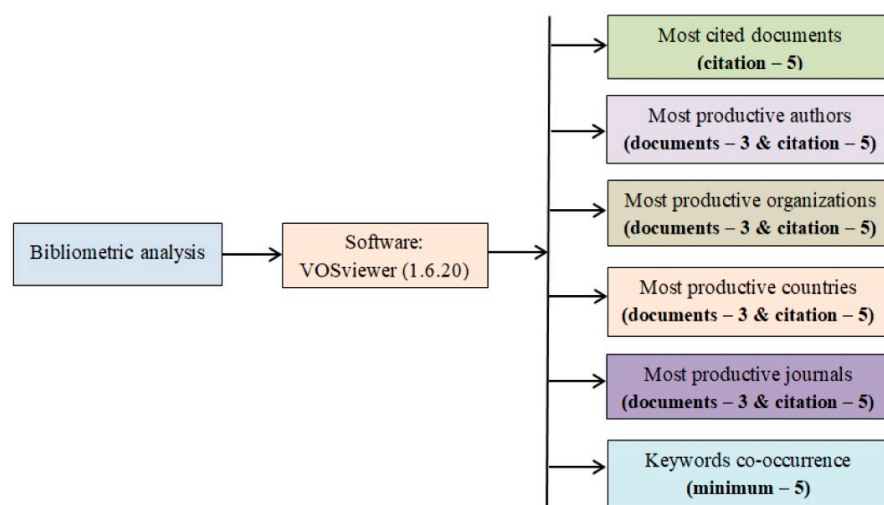 Bibliometric analysis
Software:
VOSviewer (1.6.20)
Most cited documents
(citation – 5)
Most productive authors
(documents – 3 & citation – 5)
Most productive organizations
(documents – 3 & citation – 5)
Most productive countries
(documents – 3 & citation – 5)
Most productive journals
(documents – 3 & citation – 5)
Keywords co-occurrence
(minimum – 5)